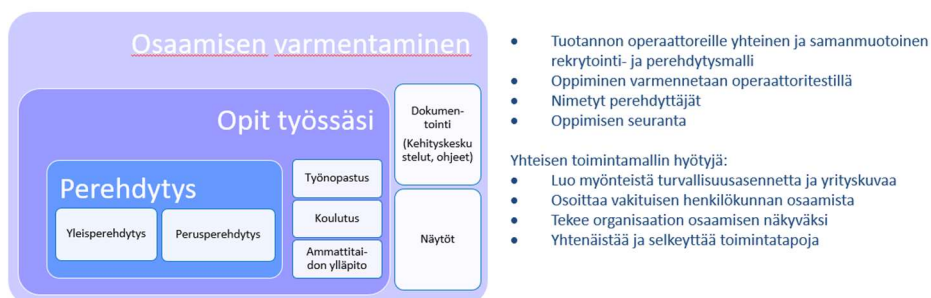 Osaamisen varmentaminen
Opit työssäsi
Perehdytys
Yleisperehdytys
Perusperehdytys
Työnopastus
Koulutus
Ammattitai-
don ylläpito
Dokumen-
tointi
(Kehityskesku
stelut, ohjeet)
Näytöt
• Tuotannon operaattoreille yhteinen ja samanmuotoinen
rekrytointi- ja perehdytysmalli
• Oppiminen varmennetaan operaattoritestillä
• Nimetyt perehdyttäjät
• Oppimisen seuranta
Yhteisen toimintamallin hyötyjä:
• Luo myönteistä turvallisuusasennetta ja yrityskuvaa
• Osoittaa vakituisen henkilökunnan osaamista
• Tekee organisaation osaamisen näkyväksi
• Yhtenäistää ja selkeyttää toimintatapoja